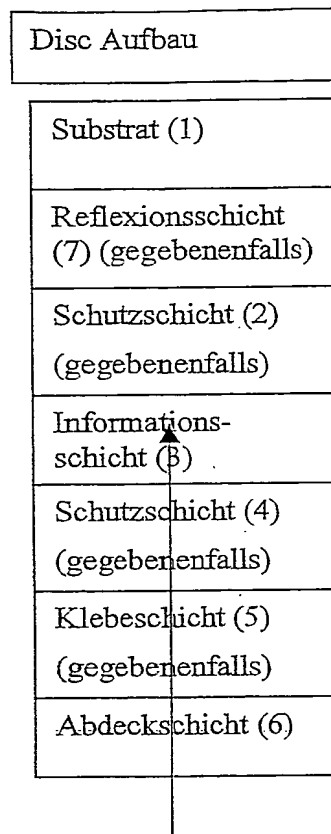 Disc Aufbau
Substrat (1)
Reflexionsschicht
(7) (gegebenenfalls)
Schutzschicht (2)
(gegebenenfalls)
Informations-
schicht (3)
Schutzschicht (4)
(gegebenenfalls)
Klebeschicht (5)
(gegebenenfalls)
Abdeckschicht (6)